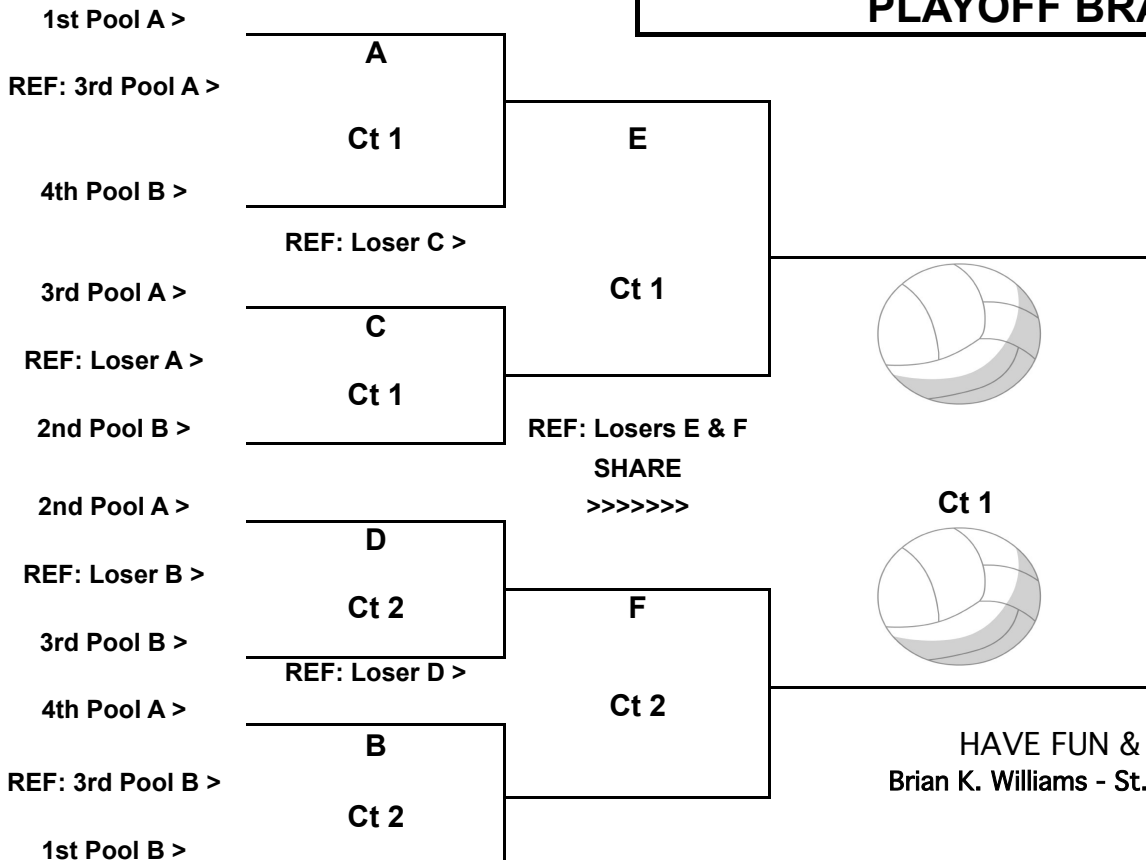 PLAYOFF BRA
1st Pool A >
A
REF: 3rd Pool A >
Ct 1
E
4th Pool B >
REF: Loser C >
3rd Pool A >
Ct 1
C
REF: Loser A >
Ct 1
2nd Pool B >
REF: Losers E & F
SHARE
>>>>>>>
2nd Pool A >
Ct 1
D
REF: Loser B >
Ct 2
F
3rd Pool B >
REF: Loser D >
4th Pool A >
Ct 2
B
HAVE FUN &
REF: 3rd Pool B >
Brian K. Williams - St.
Ct 2
1st Pool B >